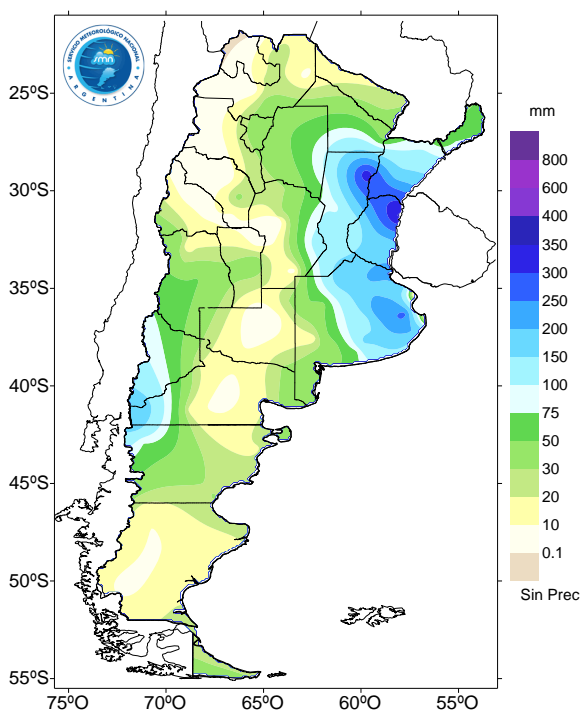 SERVICIO METEOROLÓGICO NACIONAL
smn
ARGENTINA
25ºS
30ºS
35ºS
40ºS
45ºS
50ºS
55ºS
75ºO
70ºO
65ºO
60ºO
55ºO
mm
800
600
400
350
300
250
200
150
100
75
50
30
20
10
0.1
Sin Prec